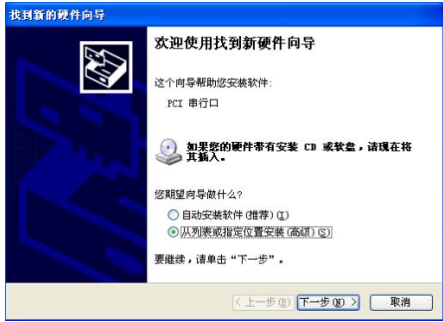 找到新的硬件向导
欢迎使用找到新硬件向导
这个向导帮助您安装软件:
PCI 串行口
如果您的硬件带有安装 CD 或软盘，请现在将
其插入。
您期望向导做什么?
自动安装软件(推荐)(I)
从列表或指定位置安装(高级)(S)
要继续，请单击“下一步”。
< 上一步(B) 下一步(N) > 取消